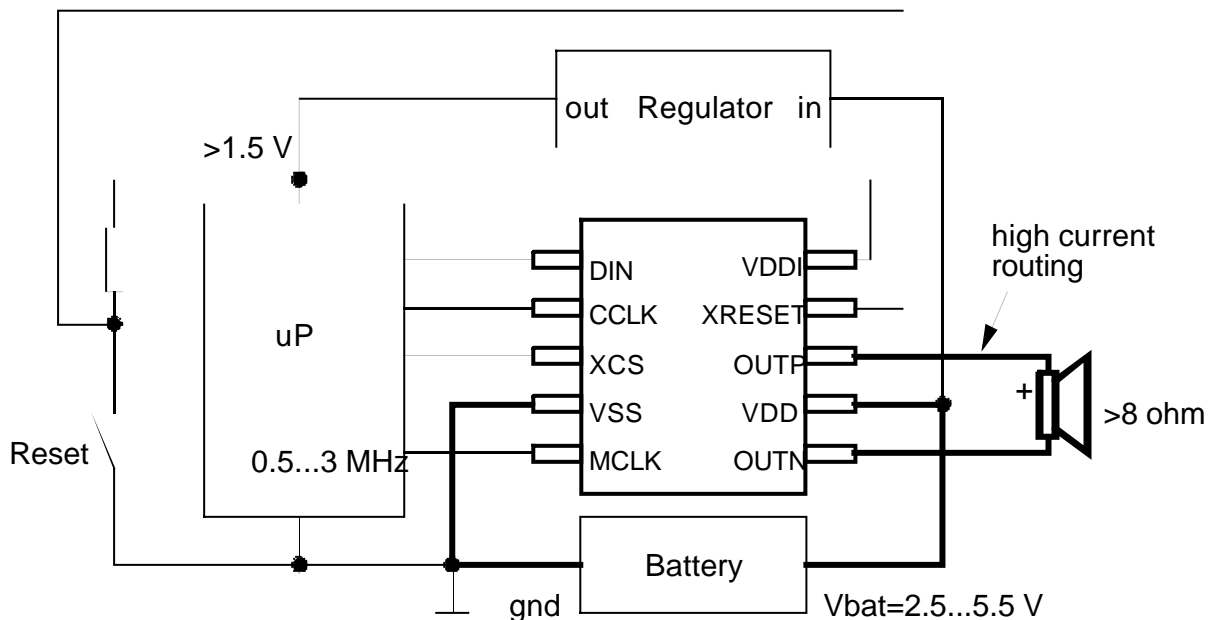 out Regulator in
>1.5 V
high current
routing
DIN VDDI
CCLK XRESET
uP
XCS OUTP
+
VSS VDD
>8 ohm
Reset
0.5...3 MHz
MCLK OUTN
Battery
gnd
Vbat=2.5...5.5 V